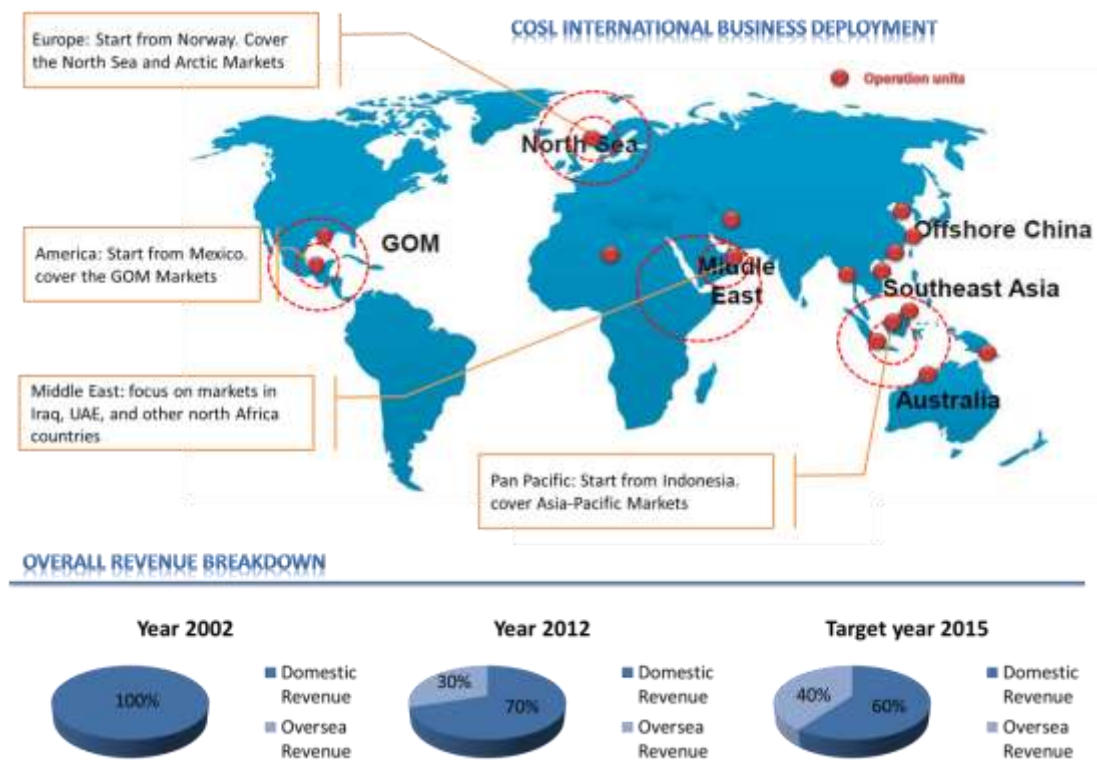 COSL INTERNATIONAL BUSINESS DEPLOYMENT
Europe: Start from Norway. Cover
the North Sea and Arctic Markets
Operation units
North Sea
GOM
Offshore China
America: Start from Mexico.
cover the GOM Markets
Middle
East
Southeast Asia
Middle East: focus on markets in
Iraq, UAE, and other north Africa
countries
Australia
Pan Pacific: Start from Indonesia.
cover Asia-Pacific Markets
OVERALL REVENUE BREAKDOWN
Year 2002
100%
Domestic
Revenue
Oversea
Revenue
Year 2012
30%
70%
Domestic
Revenue
Oversea
Revenue
Target year 2015
40%
60%
Domestic
Revenue
Oversea
Revenue